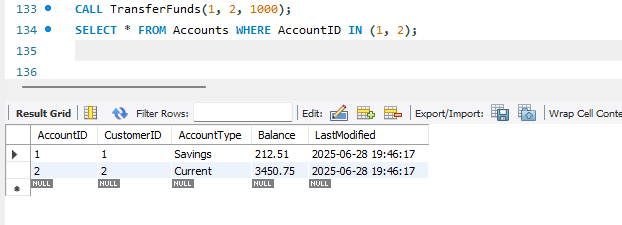 133 CALL TransferFunds(1, 2, 1000);
134 SELECT * FROM Accounts WHERE AccountID IN (1, 2);
135
136
Result Grid Filter Rows: Edit: Export/Import: Wrap Cell Conte
AccountID CustomerID AccountType Balance LastModified
1 1 Savings 212.51 2025-06-28 19:46:17
2 2 Current 3450.75 2025-06-28 19:46:17
NULL NULL NULL NULL NULL